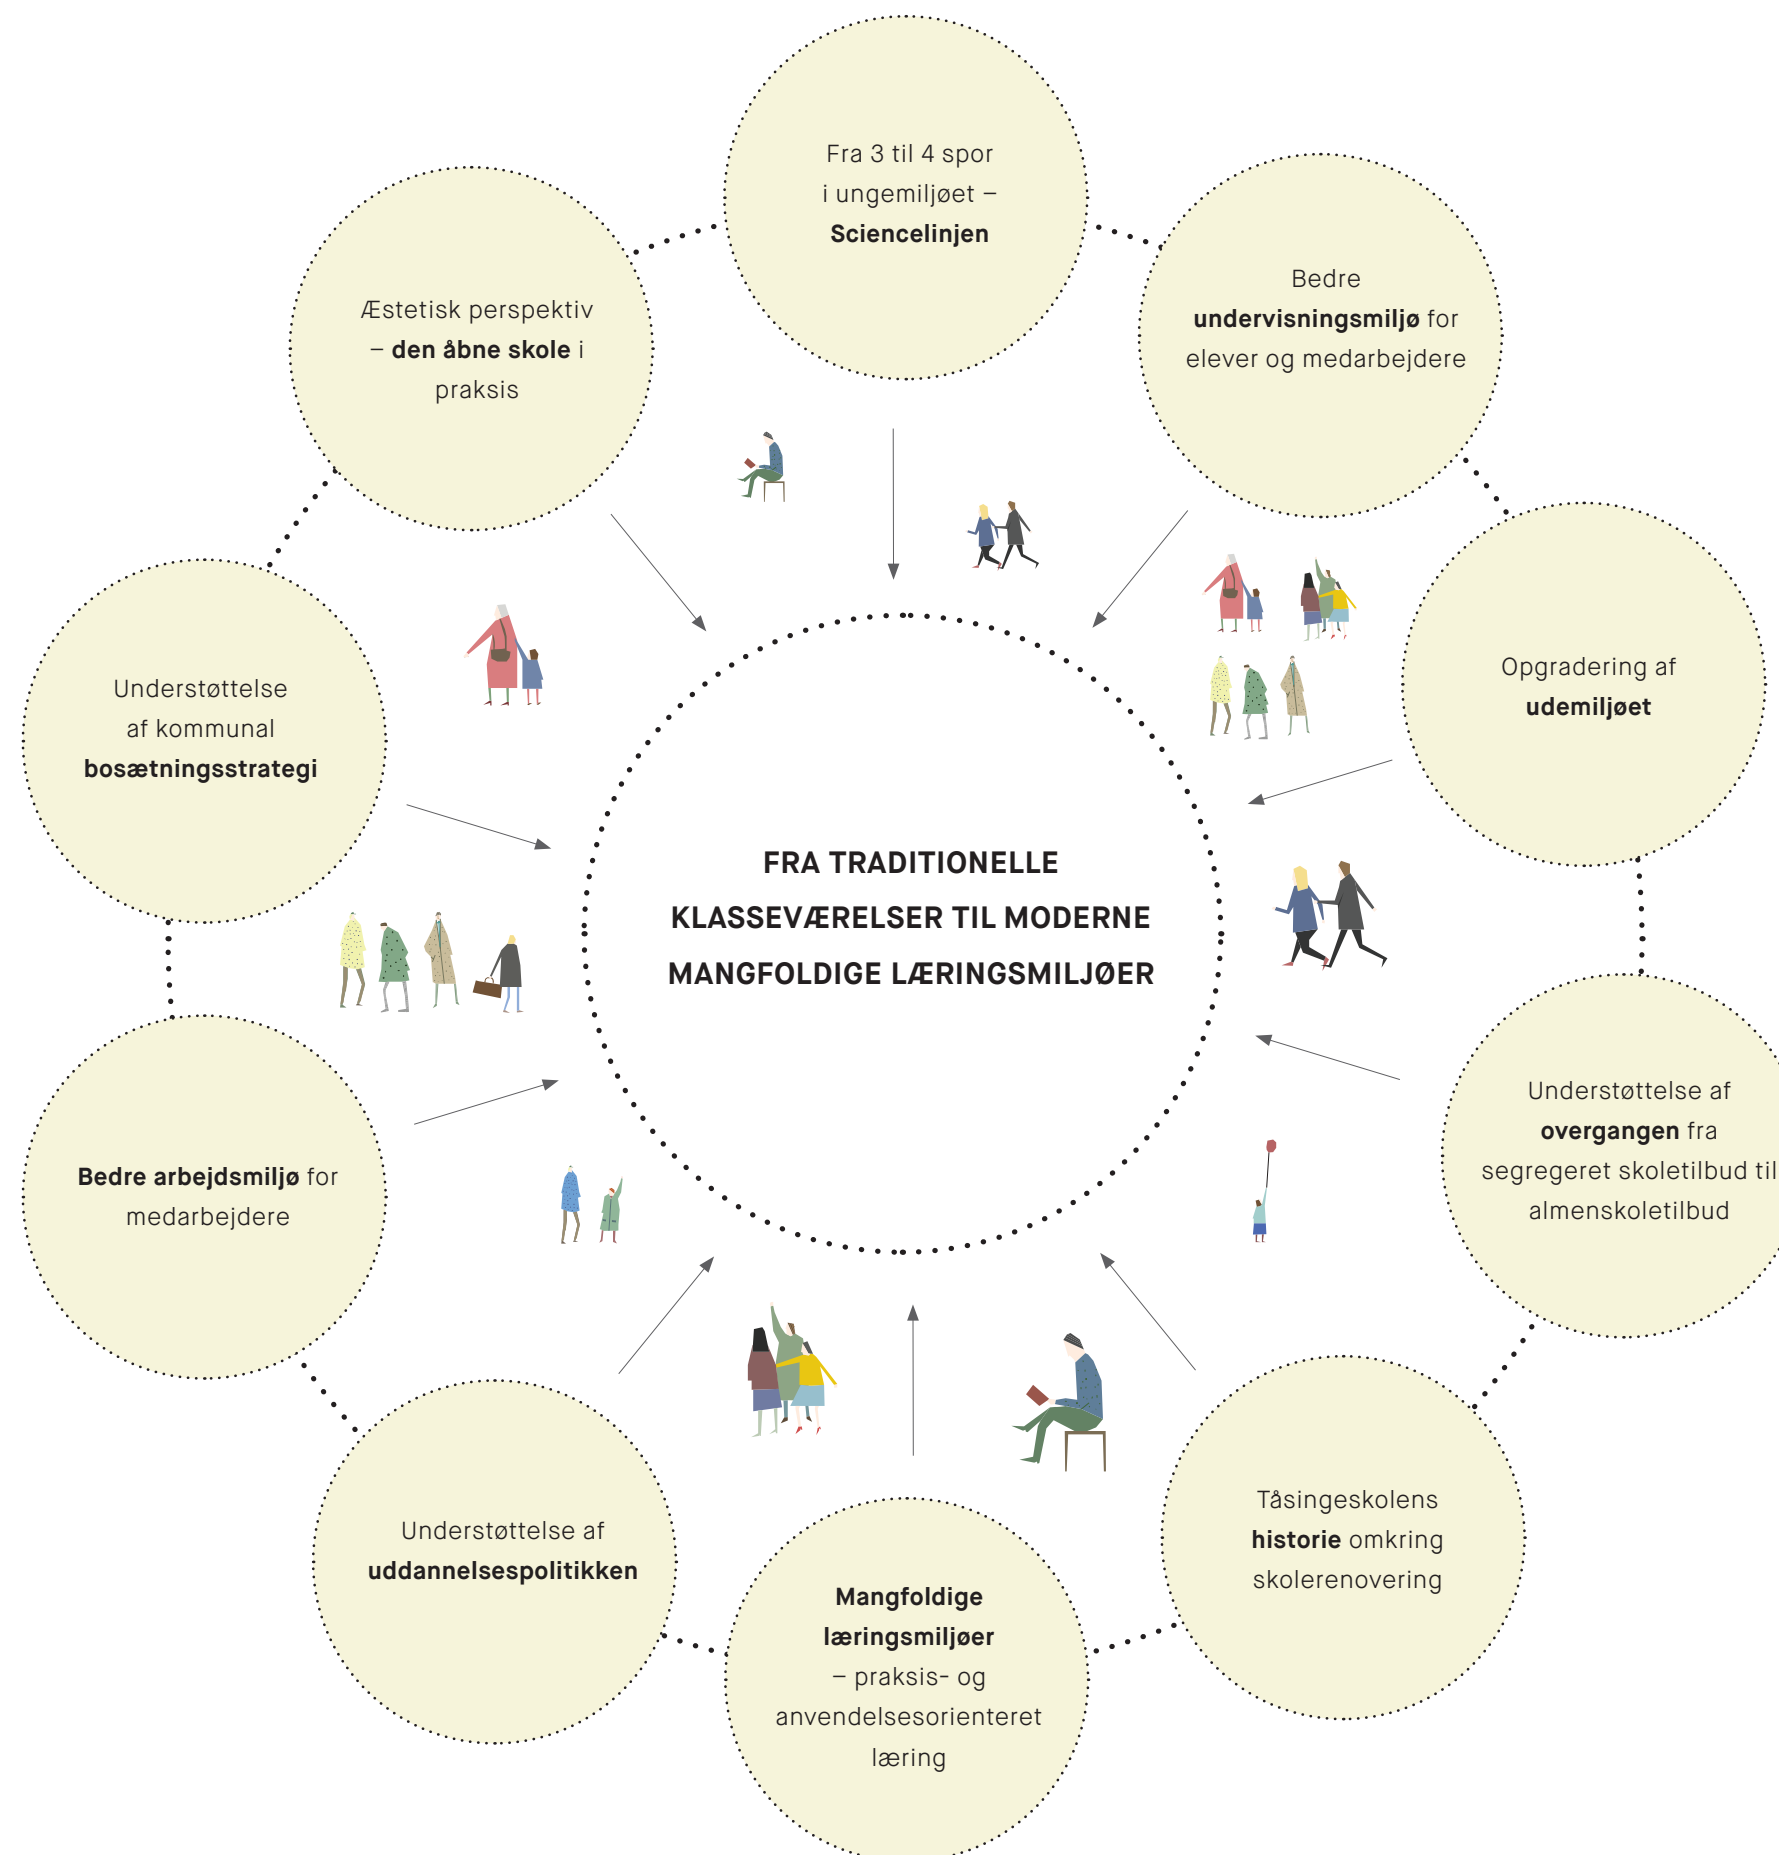 Fra 3 til 4 spor
i ungemiljøet –
Sciencelinjen
Bedre
undervisningsmiljø for
elever og medarbejdere
Opgradering af
udemiljøet
Understøttelse af
overgangen fra
segregeret skoletilbud til
almenskoletilbud
Tåsingeskolens
historie omkring
skolerenovering
Mangfoldige
læringsmiljøer
– praksis- og
anvendelsesorienteret
læring
Understøttelse af
uddannelsespolitikken
Bedre arbejdsmiljø for
medarbejdere
Understøttelse
af kommunal
bosætningsstrategi
Æstetisk perspektiv
– den åbne skole i
praksis
FRA TRADITIONELLE
KLASSEVÆRELSER TIL MODERNE
MANGFOLDIGE LÆRINGSMILJØER